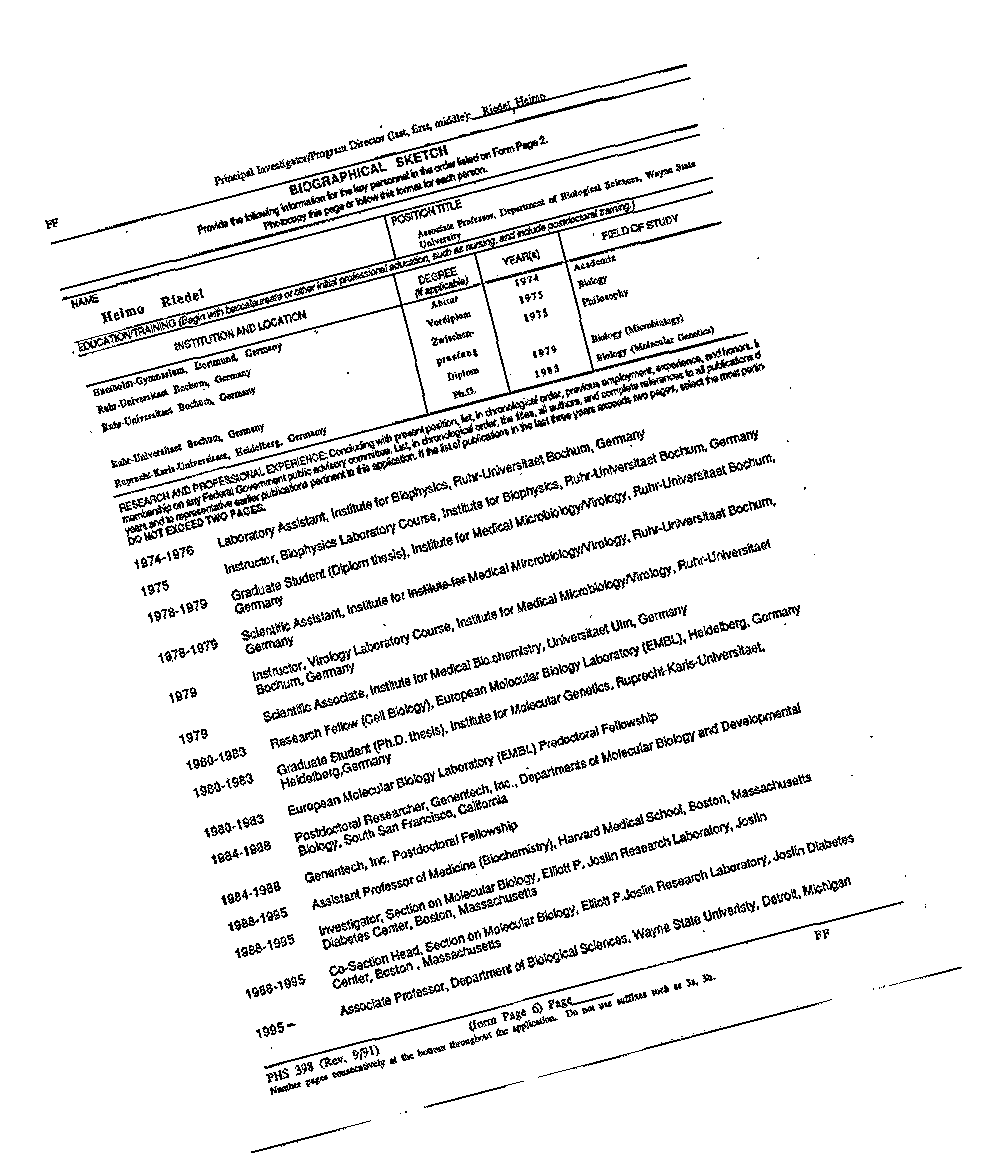 Principal Investigator/Program Director (last, first, middle): Riedel, Heimo
FF
BIOGRAPHICAL SKETCH
Provide the following information for the key personnel in the order listed on Form Page 2.
Photocopy this page or follow this format for each person.
NAME
Heimo Riedel
POSITION TITLE
Associate Professor, Department of Biological Sciences, Wayne State
University
EDUCATION/TRAINING (Begin with baccalaureate or other initial professional education, such as nursing, and include postdoctoral training.)
INSTITUTION AND LOCATION
DEGREE
(if applicable)
YEAR(s)
FIELD OF STUDY
-Gymnasium, Dortmund, Germany Abitur 1974 Academic
Ruhr-Universitaet Bochum, Germany Vordiplom 1975 Biology
Ruhr-Universitaet Bochum, Germany Zwischen- 1978 Philosophy
pruefung
Ruhr-Universitaet Bochum, Germany Diplom 1979 Biology (Microbiology)
Ruprecht-Karls-Universitaet, Heidelberg, Germany Ph.D. 1983 Biology (Molecular Genetics)
RESEARCH AND PROFESSIONAL EXPERIENCE: Concluding with present position, list, in chronological order, previous employment, experience, and honors.
membership on any Federal Government public advisory committee. List, in chronological order, the titles, all authors, and complete references to all publications d
years and to representative earlier publications pertinent to this application. If the list of publications in the last three years exceeds two pages, select the most pertin
DO NOT EXCEED TWO PAGES.
1974-1976 Laboratory Assistant, Institute for Biophysics, Ruhr-Universitaet Bochum, Germany
1975 Instructor, Biophysics Laboratory Course, Institute for Biophysics, Ruhr-Universitaet Bochum, Germany
1978-1979 Graduate Student (Diplom thesis), Institute for Medical Microbiology/Virology, Ruhr-Universitaet Bochum,
Germany
1978-1979 Scientific Assistant, Institute for Institute for Medical Mircrobiology/Virology, Ruhr-Universitaet Bochum,
Germany
1979 Instructor, Virology Laboratory Course, Institute for Medical Microbiology/Virology, Ruhr-Universitaet
Bochum, Germany
1979 Scientific Associate, Institute for Medical Biochemistry, Universitaet Ulm, Germany
1980-1983 Research Fellow (Cell Biology), European Molecular Biology Laboratory (EMBL), Heidelberg, Germany
1980-1983 Graduate Student (Ph.D. thesis), Institute for Molecular Genetics, Ruprecht-Karls-Universitaet,
Heidelberg,Germany
1980-1983 European Molecular Biology Laboratory (EMBL) Predoctoral Fellowship
1984-1988 Postdoctoral Researcher, Genentech, Inc., Departments of Molecular Biology and Developmental
Biology, South San Francisco, California
1984-1988 Genentech, Inc. Postdoctoral Fellowship
1988-1995 Assistant Professor of Medicine (Biochemistry), Harvard Medical School, Boston, Massachusetts
1988-1995 Investigator, Section on Molecular Biology, Elliott P. Joslin Research Laboratory, Joslin
Diabetes Center, Boston, Massachusetts
1988-1995 Co-Section Head, Section on Molecular Biology, Elliott P.Joslin Research Laboratory, Joslin Diabetes
Center, Boston , Massachusetts
1995 – Associate Professor, Department of Biological Sciences, Wayne State Univeristy, Detroit, Michigan
PHS 398 (Rev. 9/91) (form Page 6) Page FF
Number pages consecutively at the bottom throughout the application. Do not use suffixes such as 3a, 3b.